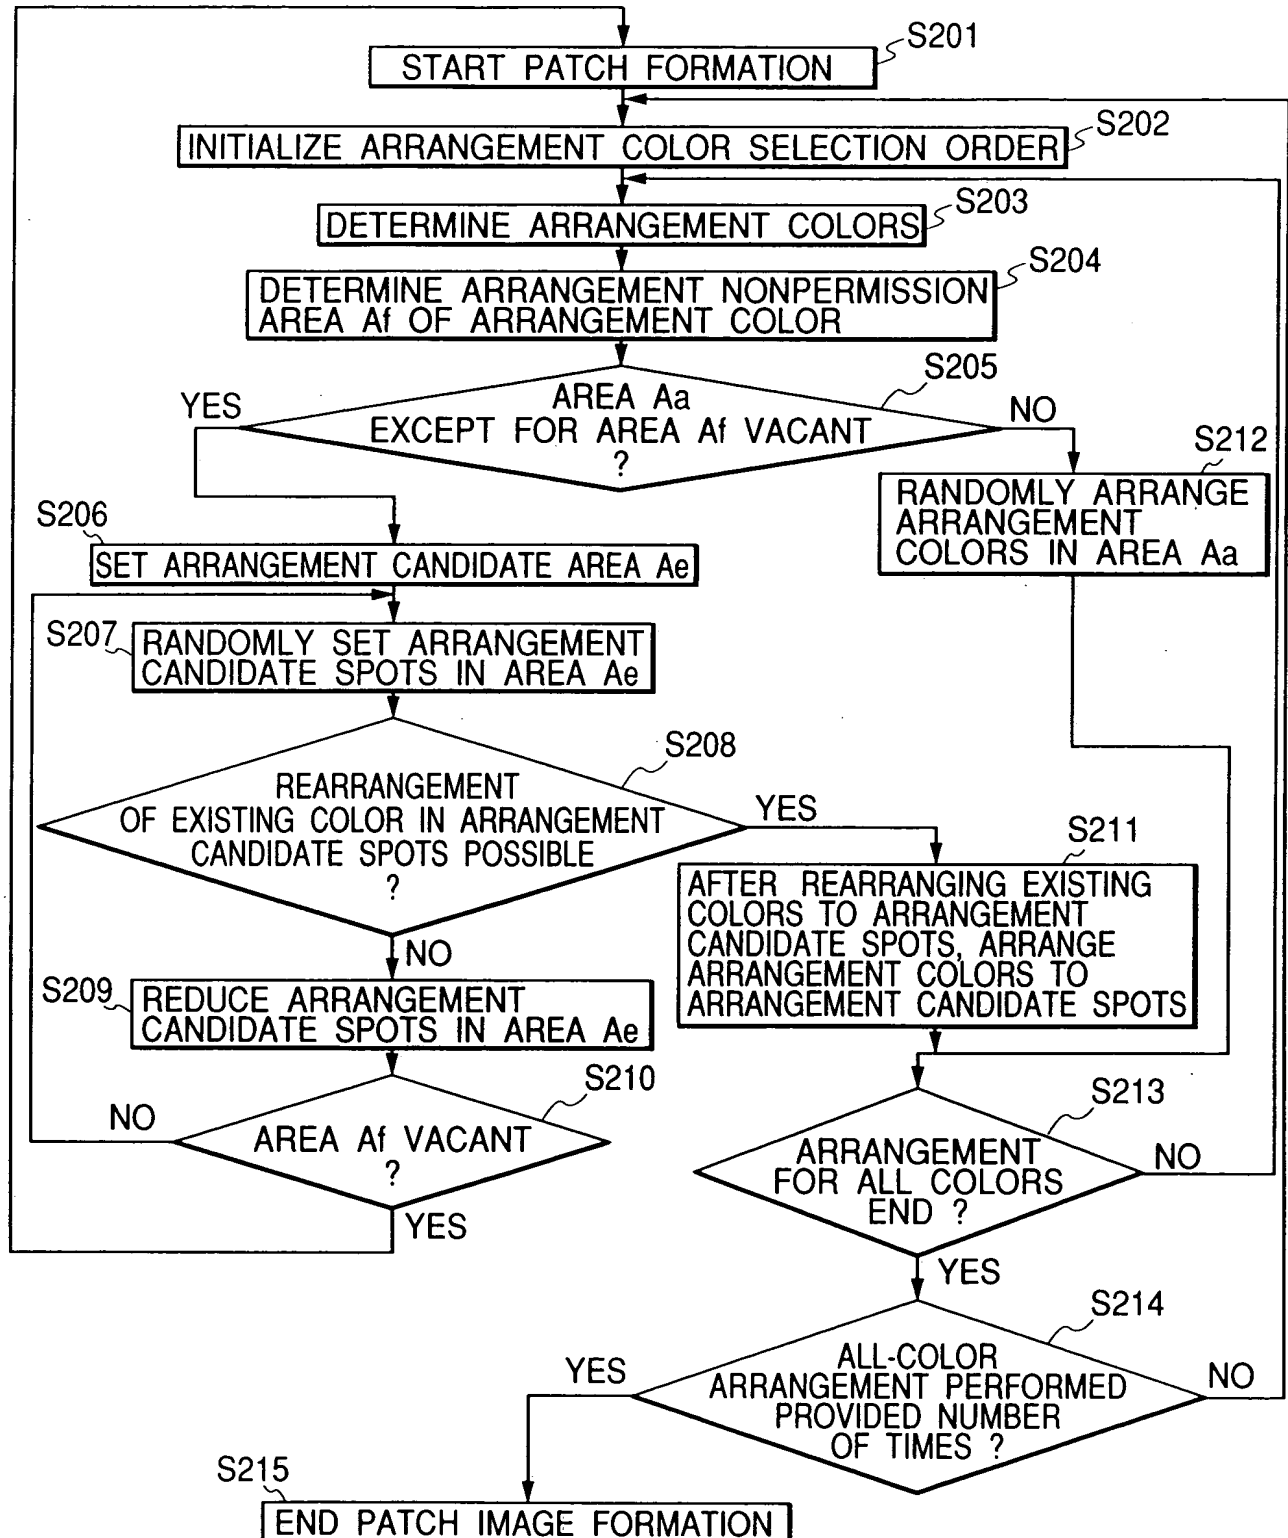 S201
START PATCH FORMATION
S202
INITIALIZE ARRANGEMENT COLOR SELECTION ORDER
S203
DETERMINE ARRANGEMENT COLORS
S204
DETERMINE ARRANGEMENT NONPERMISSION
AREA Af OF ARRANGEMENT COLOR
S205
YES
AREA Aa
EXCEPT FOR AREA Af VACANT
?
NO
S212
RANDOMLY ARRANGE
ARRANGEMENT
COLORS IN AREA Aa
S206
SET ARRANGEMENT CANDIDATE AREA Ae
S207
RANDOMLY SET ARRANGEMENT
CANDIDATE SPOTS IN AREA Ae
S208
REARRANGEMENT
OF EXISTING COLOR IN ARRANGEMENT
CANDIDATE SPOTS POSSIBLE
?
YES
NO
S211
AFTER REARRANGING EXISTING
COLORS TO ARRANGEMENT
CANDIDATE SPOTS, ARRANGE
ARRANGEMENT COLORS TO
ARRANGEMENT CANDIDATE SPOTS
S209
REDUCE ARRANGEMENT
CANDIDATE SPOTS IN AREA Ae
S210
NO
AREA Af VACANT
?
YES
S213
ARRANGEMENT
FOR ALL COLORS
END ?
NO
YES
S214
YES
ALL-COLOR
ARRANGEMENT PERFORMED
PROVIDED NUMBER
OF TIMES ?
NO
S215
END PATCH IMAGE FORMATION